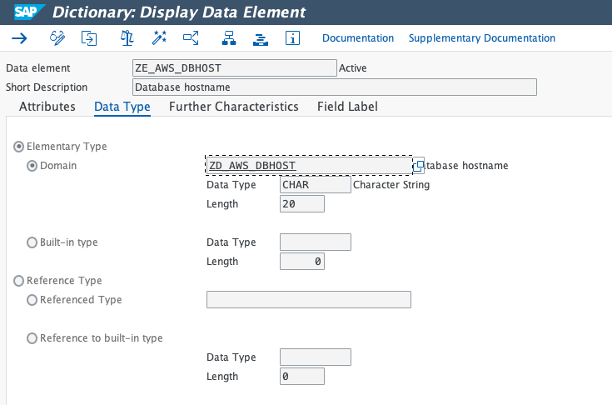 SAP Dictionary: Display Data Element
Documentation Supplementary Documentation
Data element ZE_AWS_DBHOST Active
Short Description Database hostname
Attributes Data Type Further Characteristics Field Label
Elementary Type
Domain ZD_AWS_DBHOST tabase hostname
Data Type CHAR Character String
Length 20
Built-in type Data Type
Length 0
Reference Type
Referenced Type
Reference to built-in type
Data Type
Length 0